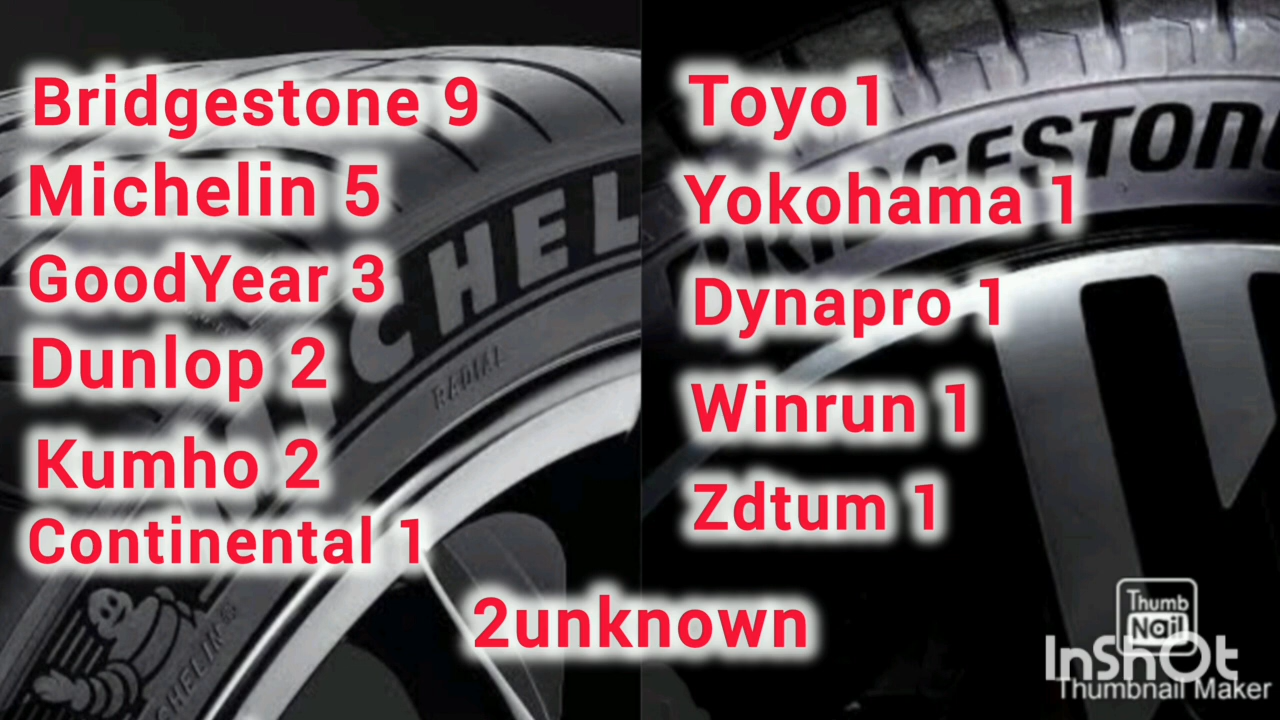 Bridgestone 9
Michelin 5
GoodYear 3
Dunlop 2
Kumho 2
Continental 1
Toyo1
Yokohama 1
Dynapro 1
Winrun 1
Zdtum 1
2unknown
RADIAL
BRIDGESTONE
Thumb
Nail
InShOt
Thumbnail Maker